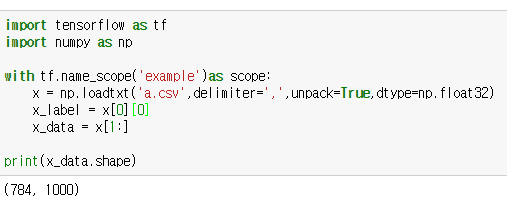 import tensorflow as tf
import numpy as np
with tf.name_scope('example')as scope:
x = np.loadtxt('a.csv',delimiter=',',unpack=True,dtype=np.float32)
x_label = x[0][0]
x_data = x[1:]
print(x_data.shape)
(784, 1000)